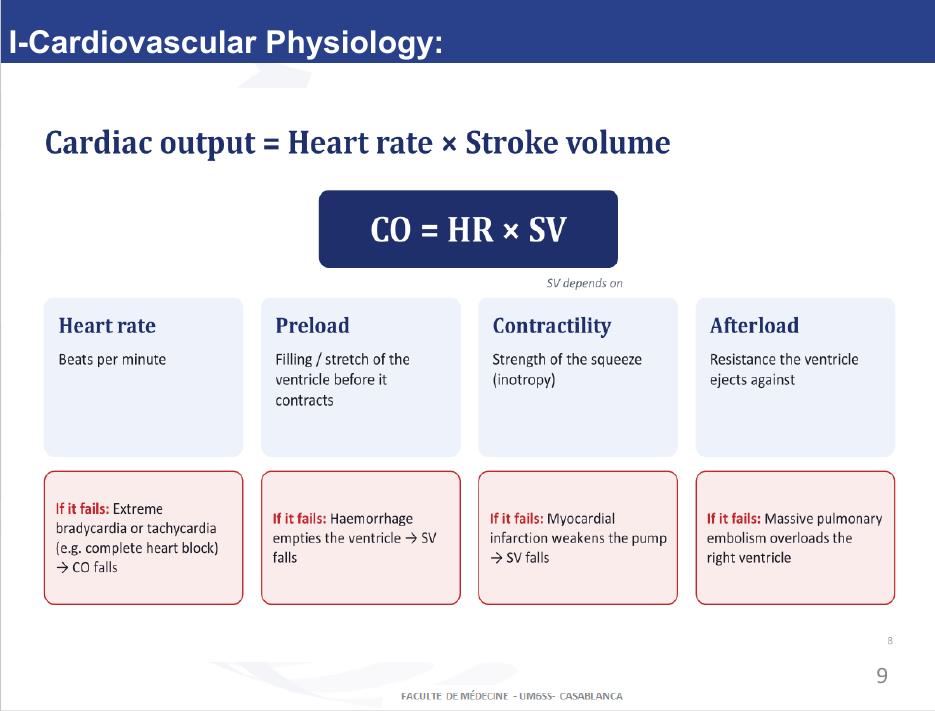 I-Cardiovascular Physiology:
Cardiac output = Heart rate × Stroke volume
CO = HR × SV
SV depends on
Heart rate
Beats per minute
Preload
Filling / stretch of the
ventricle before it
contracts
Contractility
Strength of the squeeze
(inotropy)
Afterload
Resistance the ventricle
ejects against
If it fails: Extreme
bradycardia or tachycardia
(e.g. complete heart block)
→ CO falls
If it fails: Haemorrhage
empties the ventricle → SV
falls
If it fails: Myocardial
infarction weakens the pump
→ SV falls
If it fails: Massive pulmonary
embolism overloads the
right ventricle
8
9
FACULTE DE MÉDECINE - UM6SS- CASABLANCA